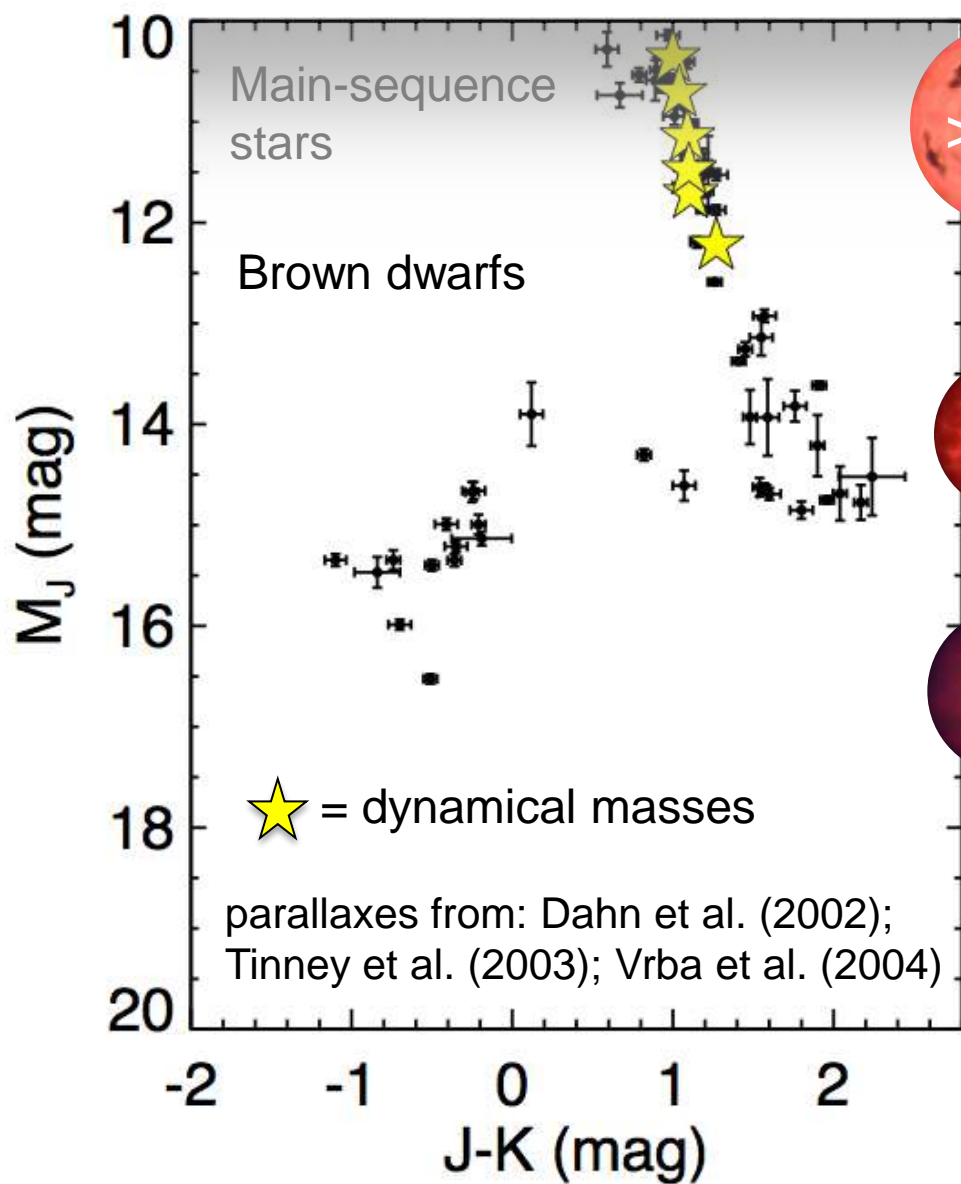 10
Main-sequence
stars
>
12
Brown dwarfs
14
M_J (mag)
16
= dynamical masses
18
parallaxes from: Dahn et al. (2002);
Tinney et al. (2003); Vrba et al. (2004)
20
-2 -1 0 1 2
J-K (mag)